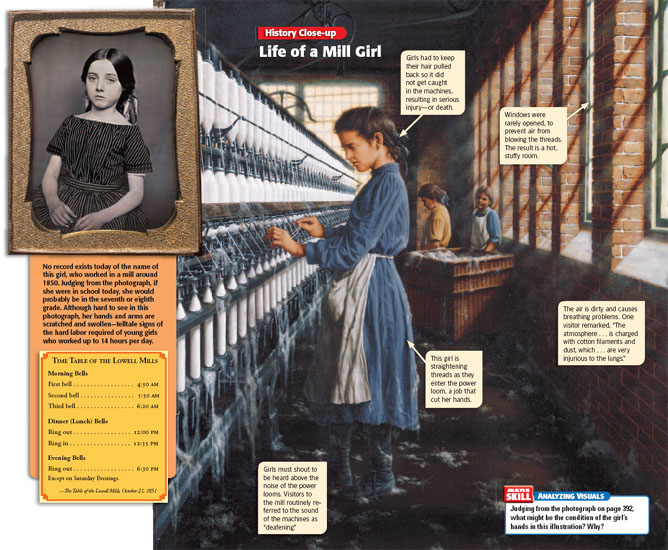 History Close-up
Life of a Mill Girl
Girls had to keep
their hair pulled
back so it did
not get caught
in the machines,
resulting in serious
injury—or death.
Windows were
rarely opened, to
prevent air from
blowing the threads.
The result is a hot,
stuffy room.
No record exists today of the name of
this girl, who worked in a mill around
1850. Judging from the photograph, if
she were in school today, she would
probably be in the seventh or eighth
grade. Although hard to see in this
photograph, her hands and arms are
scratched and swollen—telltale signs of
the hard labor required of young girls
who worked up to 14 hours per day.
The air is dirty and causes
breathing problems. One
visitor remarked, "The
atmosphere . . . is charged
with cotton filaments and
dust, which . . . are very
injurious to the lungs."
This girl is
straightening
threads as they
enter the power
loom, a job that
cut her hands.
TIME TABLE OF THE LOWELL MILLS
Morning Bells
First bell . . . . . . . . . . . . . . . . . . 4:30 AM
Second bell . . . . . . . . . . . . . . . . 5:30 AM
Third bell . . . . . . . . . . . . . . . . . 6:20 AM
Dinner (Lunch) Bells
Ring out . . . . . . . . . . . . . . . . . 12:00 PM
Ring in . . . . . . . . . . . . . . . . . . 12:35 PM
Evening Bells
Ring out . . . . . . . . . . . . . . . . . . 6:30 PM
Except on Saturday Evenings
—The Table of the Lowell Mills, October 21, 1851
Girls must shout to
be heard above the
noise of the power
looms. Visitors to
the mill routinely re-
ferred to the sound
of the machines as
"deafening"
ANALYSIS
SKILL ANALYZING VISUALS
Judging from the photograph on page 392,
what might be the condition of the girl's
hands in this illustration? Why?